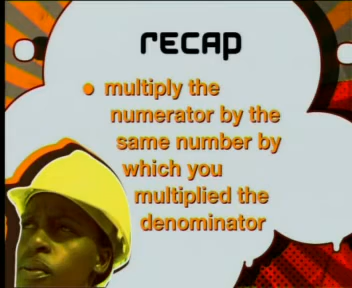 recap
• multiply the
numerator by the
same number by
which you
multiplied the
denominator